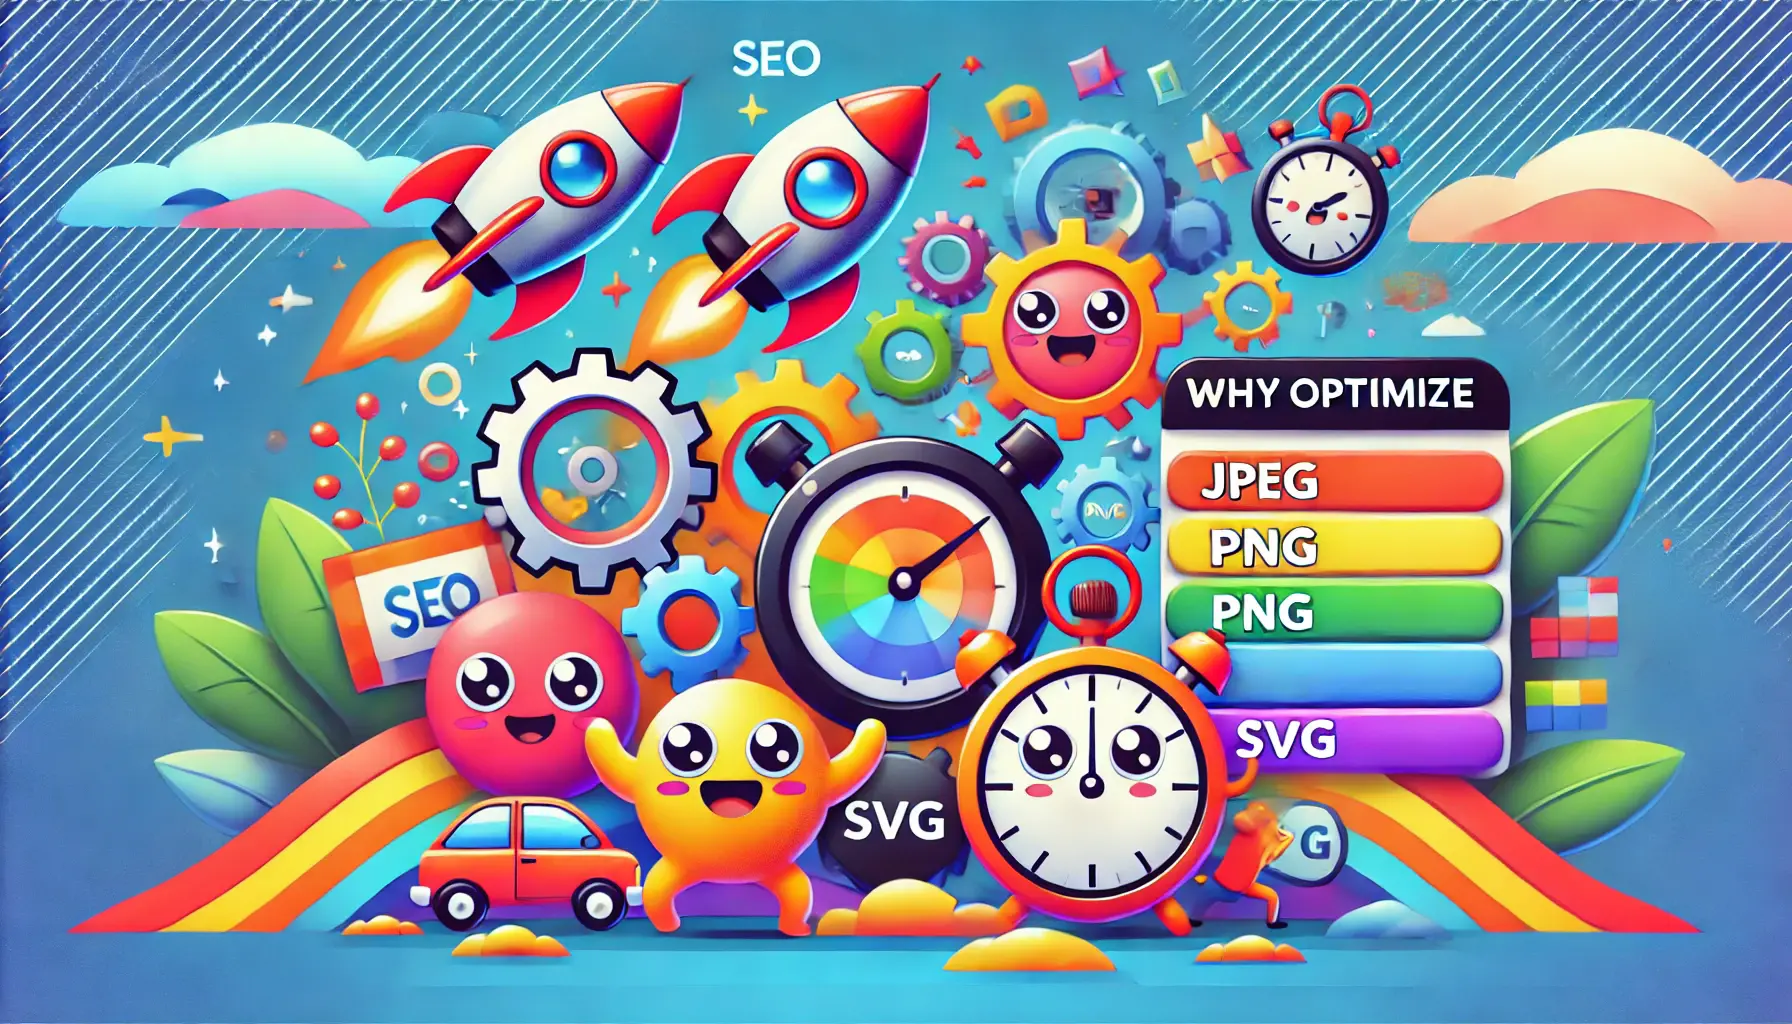 SEO
WHY OPTIMIZE
JPEG
PNG
PNG
SVG
SEO
SVG
G